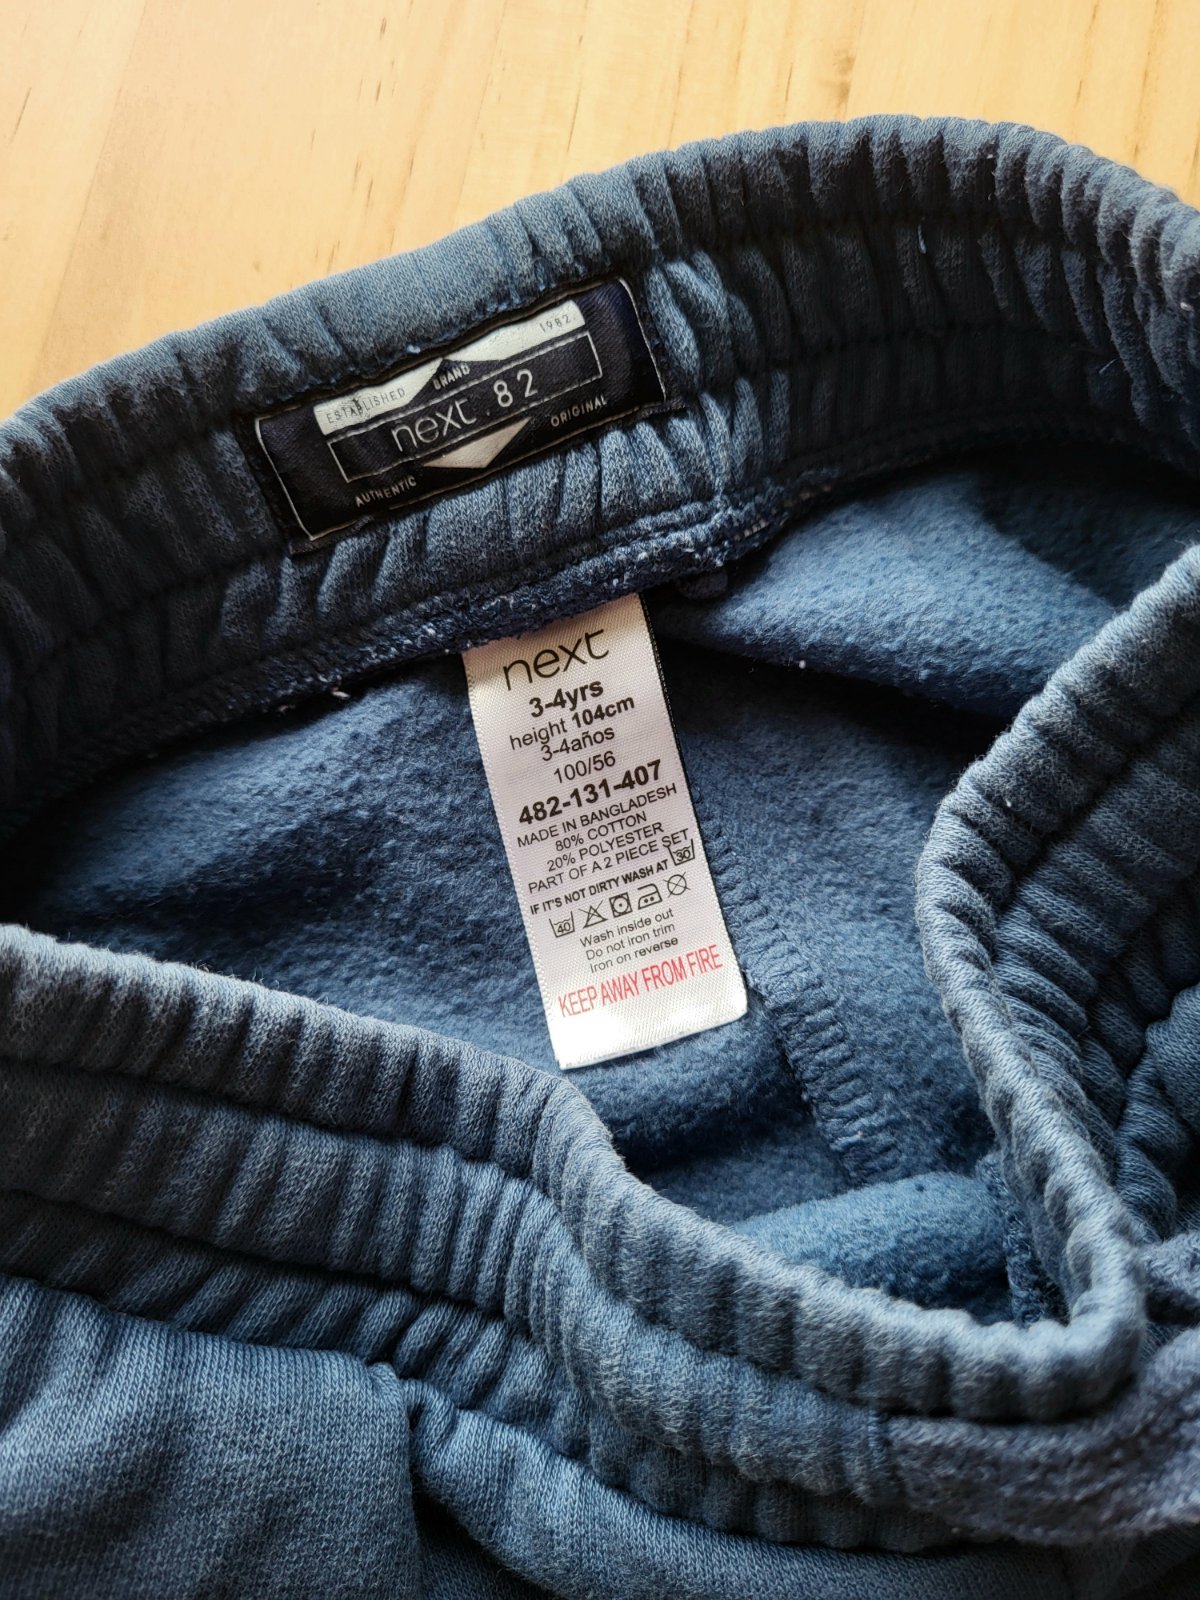 ESTABLISHED 1982
BRAND
next.82
AUTHENTIC ORIGINAL
next
3-4yrs
height 104cm
3-4años
100/56
482-131-407
MADE IN BANGLADESH
80% COTTON
20% POLYESTER
PART OF A 2 PIECE SET
IF IT'S NOT DIRTY WASH AT 30
40
Wash inside out
Do not iron trim
Iron on reverse
KEEP AWAY FROM FIRE